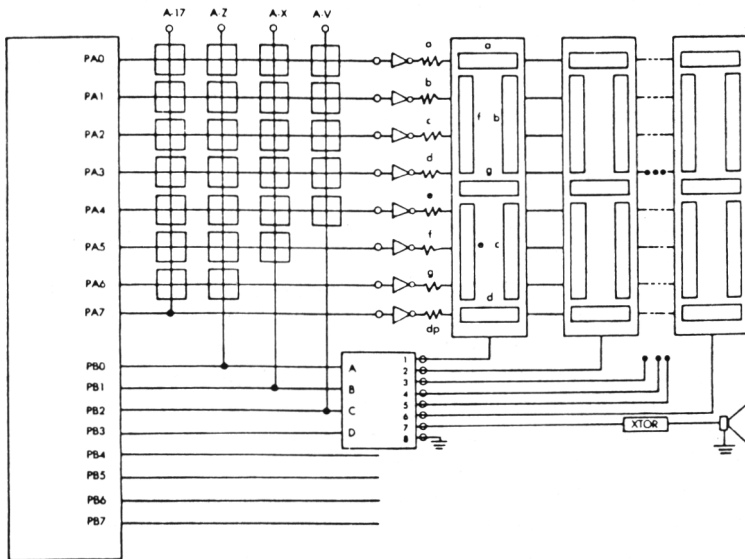 A-17 A-Z A-X A-V
PA0 a a
PA1 b
f b
PA2 c
PA3 d g
PA4 e
PA5 f e c
PA6 g d
PA7 dp
1
PB0 A 2
3
PB1 B 4
5
PB2 C 6
7 XTOR
PB3 D 8
PB4
PB5
PB6
PB7